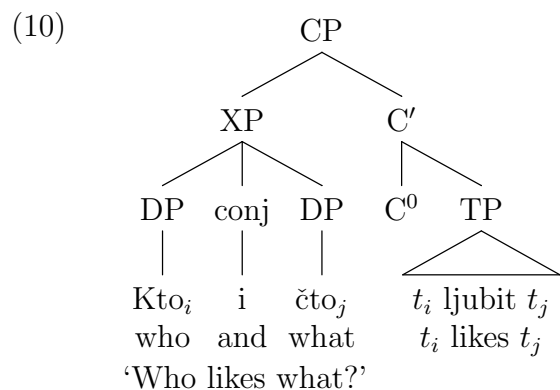 (10) CP
XP C′
DP conj DP C⁰ TP
Ktoᵢ i čtoⱼ tᵢ ljubit tⱼ
who and what tᵢ likes tⱼ
‘Who likes what?’